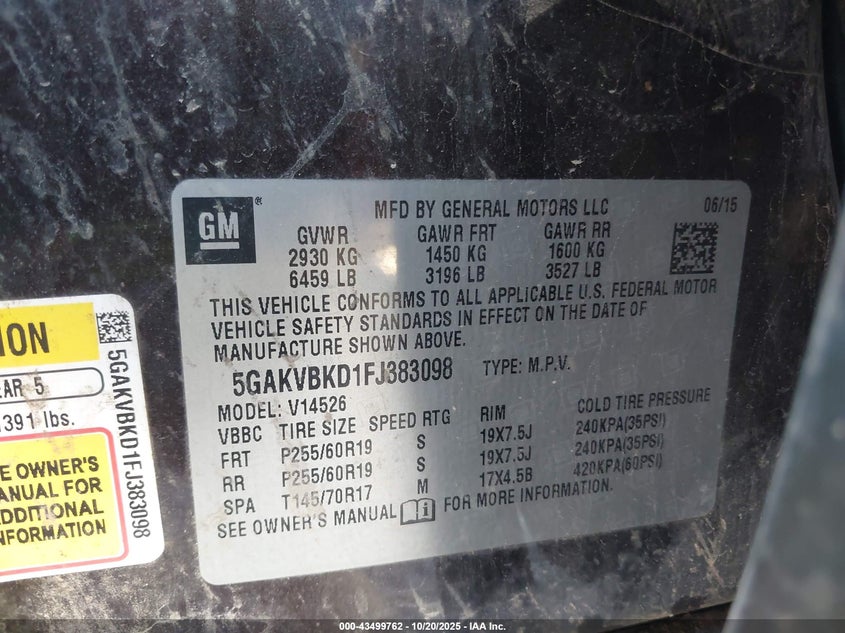 GM
®
MFD BY GENERAL MOTORS LLC 06/15
GVWR GAWR FRT GAWR RR
2930 KG 1450 KG 1600 KG
6459 LB 3196 LB 3527 LB
THIS VEHICLE CONFORMS TO ALL APPLICABLE U.S. FEDERAL MOTOR
VEHICLE SAFETY STANDARDS IN EFFECT ON THE DATE OF
MANUFACTURE SHOWN ABOVE.
5GAKVBKD1FJ383098 TYPE: M.P.V.
MODEL: V14526
VBBC TIRE SIZE SPEED RTG RIM COLD TIRE PRESSURE
FRT P255/60R19 S 19X7.5J 240KPA(35PSI)
RR P255/60R19 S 19X7.5J 240KPA(35PSI)
SPA T145/70R17 M 17X4.5B 420KPA(60PSI)
SEE OWNER'S MANUAL FOR MORE INFORMATION.
ION
EAR 5
1391 lbs.
E OWNER'S
ANUAL FOR
DDITIONAL
NFORMATION
5GAKVBKD1FJ383098
000-43499762 - 10/20/2025 - IAA Inc.